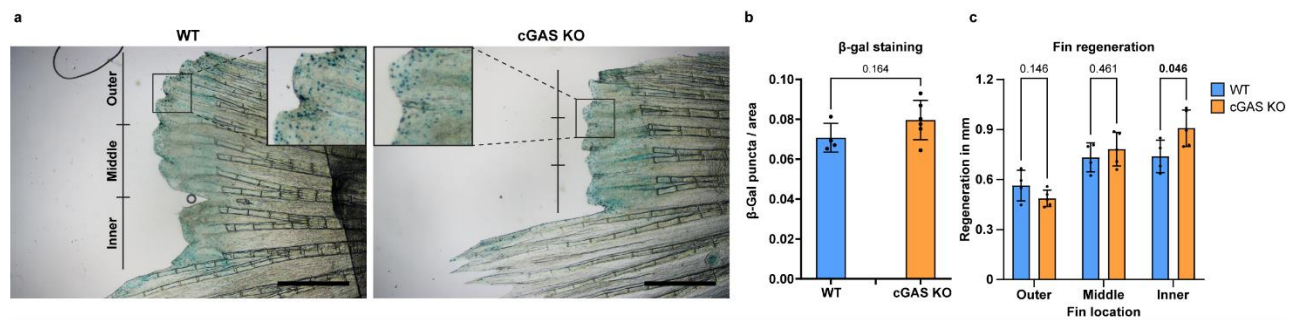 a
WT
cGAS KO
Outer
Middle
Inner
b
β-gal staining
0.164
0.10
0.08
0.06
0.04
0.02
0.00
β-Gal puncta / area
WT
cGAS KO
c
Fin regeneration
0.146
0.461
0.046
1.2
0.9
0.6
0.3
0
Regeneration in mm
Outer
Middle
Inner
Fin location
WT
cGAS KO